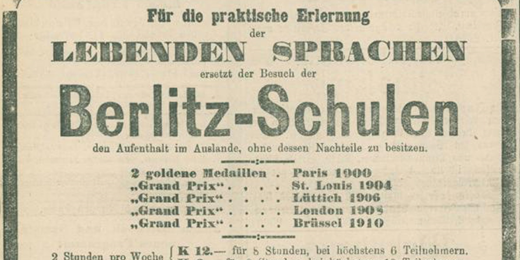 Für die praktische Erlernung
der
LEBENDEN SPRACHEN
ersetzt der Besuch der
Berlitz-Schulen
den Aufenthalt im Auslande, ohne dessen Nachteile zu besitzen.
2 goldene Medaillen . Paris 1900
„Grand Prix“ . . . . St. Louis 1904
„Grand Prix“ . . . . Lüttich 1906
„Grand Prix“ . . . . London 1908
„Grand Prix“ . . . . Brüssel 1910
2 Stunden pro Woche { K 12.— für 8 Stunden, bei höchstens 6 Teilnehmern,